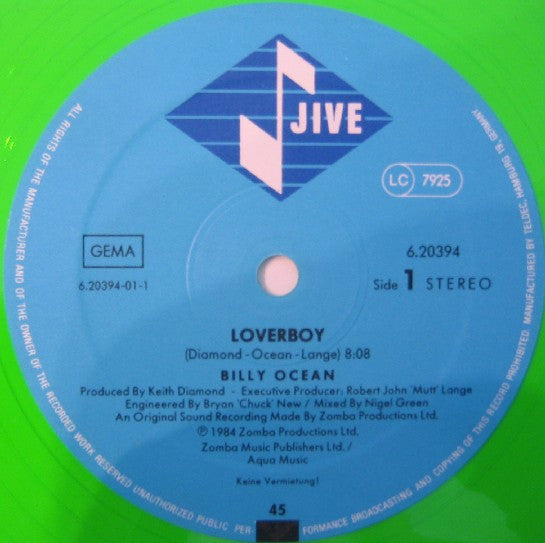 JIVE
LC 7925
GEMA
6.20394-01-1
6.20394
Side 1 STEREO
LOVERBOY
(Diamond - Ocean - Lange) 8:08
BILLY OCEAN
Produced By Keith Diamond - Executive Producer: Robert John 'Mutt' Lange
Engineered By Bryan 'Chuck' New / Mixed By Nigel Green
An Original Sound Recording Made By Zomba Productions Ltd.
℗ 1984 Zomba Productions Ltd.
Zomba Music Publishers Ltd. /
Aqua Music
Keine Vermietung!
45
ALL RIGHTS OF THE MANUFACTURER AND OF THE OWNER OF THE RECORDED WORK RESERVED UNAUTHORIZED PUBLIC PER- FORMANCE BROADCASTING AND COPYING OF THIS RECORD PROHIBITED. MANUFACTURED BY TELDEC, HAMBURG 19, GERMANY